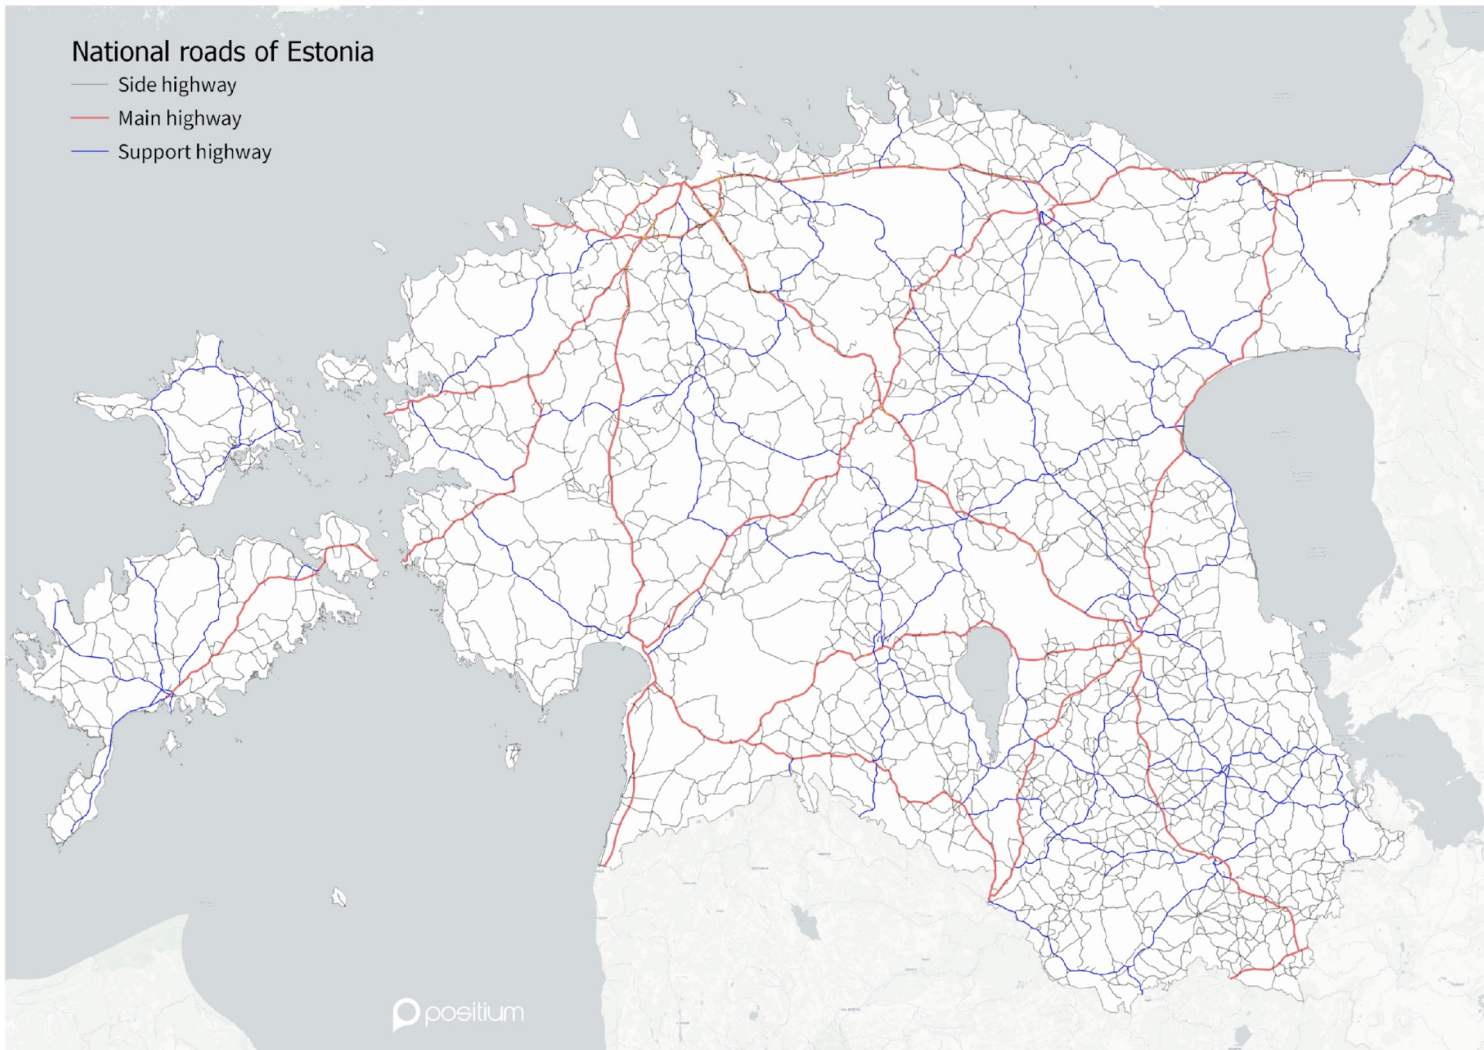 National roads of Estonia
Side highway
Main highway
Support highway
positium